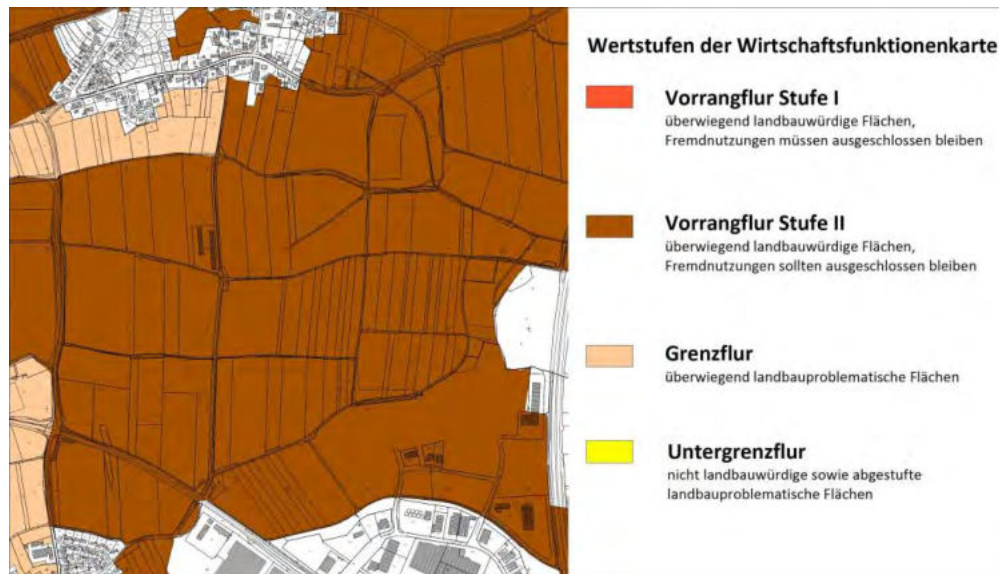 Wertstufen der Wirtschaftsfunktionenkarte
Vorrangflur Stufe I
überwiegend landbauwürdige Flächen,
Fremdnutzungen müssen ausgeschlossen bleiben
Vorrangflur Stufe II
überwiegend landbauwürdige Flächen,
Fremdnutzungen sollten ausgeschlossen bleiben
Grenzflur
überwiegend landbauproblematische Flächen
Untergrenzflur
nicht landbauwürdige sowie abgestufte
landbauproblematische Flächen